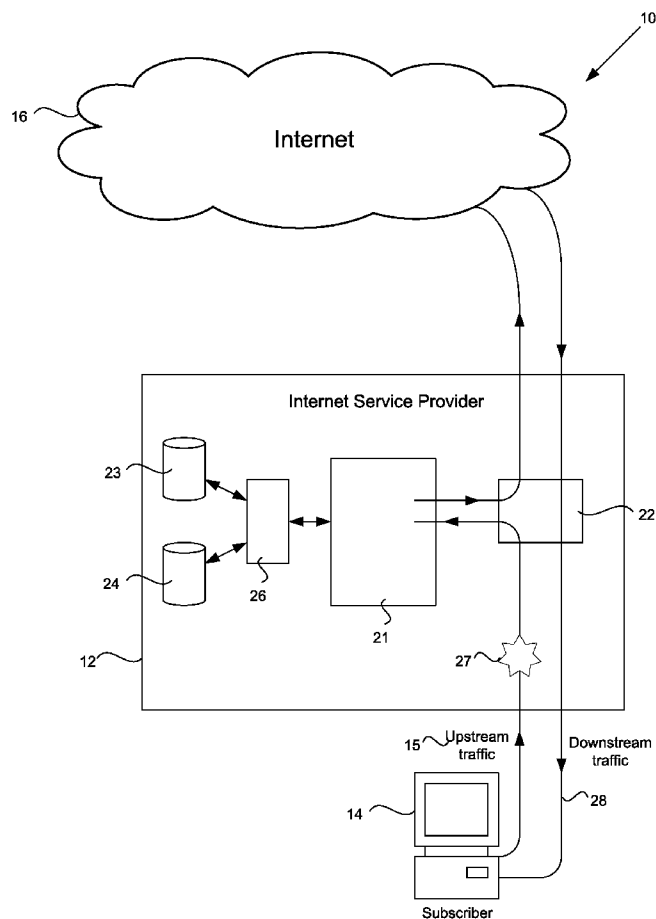 10
16
Internet
Internet Service Provider
23
22
24
26
21
12
27
15
Upstream
traffic
Downstream
traffic
14
28
Subscriber